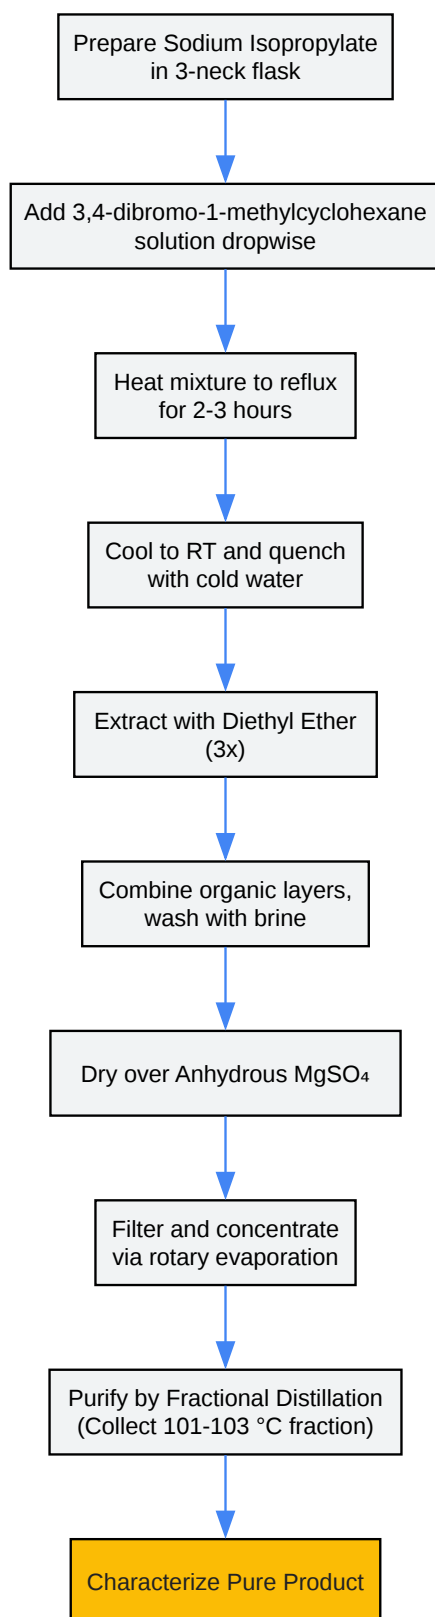 Prepare Sodium Isopropylate
in 3-neck flask
Add 3,4-dibromo-1-methylcyclohexane
solution dropwise
Heat mixture to reflux
for 2-3 hours
Cool to RT and quench
with cold water
Extract with Diethyl Ether
(3x)
Combine organic layers,
wash with brine
Dry over Anhydrous MgSO₄
Filter and concentrate
via rotary evaporation
Purify by Fractional Distillation
(Collect 101-103 °C fraction)
Characterize Pure Product